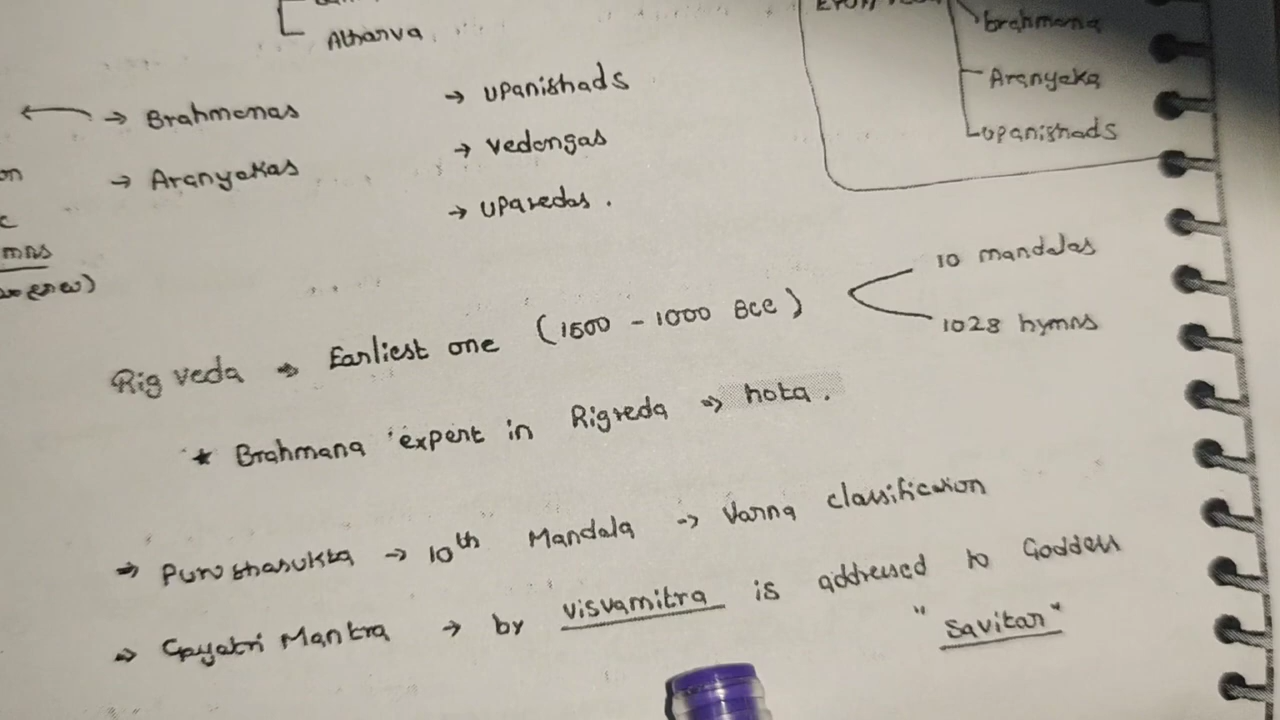 Atharva
brahmana
Aranyaka
upanishads
→ Brahmanas → upanishads
→ Aranyakas → vedangas
→ upavedas.
on
c
mns
10 mandalas
Rig veda ⇒ Earliest one (1500 - 1000 BCE)
1028 hymns
★ Brahmana expert in Rigveda ⇒ hota.
⇒ Purushasukta → 10th Mandala → Varna classification
⇒ Gayatri Mantra → by visvamitra is addressed to Goddess
"Savitar"